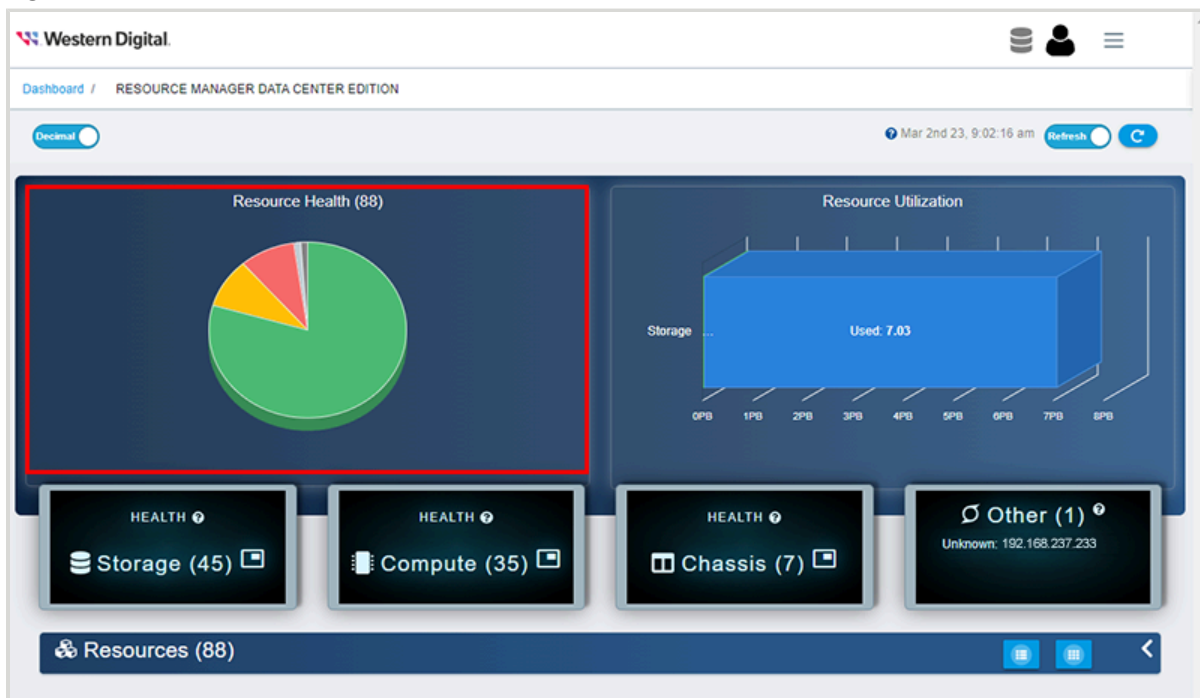 Western Digital.
Dashboard / RESOURCE MANAGER DATA CENTER EDITION
Decimal
Mar 2nd 23, 9:02:16 am Refresh
Resource Health (88)
Resource Utilization
Storage ...
Used: 7.03
0PB 1PB 2PB 3PB 4PB 5PB 6PB 7PB 8PB
HEALTH
Storage (45)
HEALTH
Compute (35)
HEALTH
Chassis (7)
Other (1)
Unknown: 192.168.237.233
Resources (88)